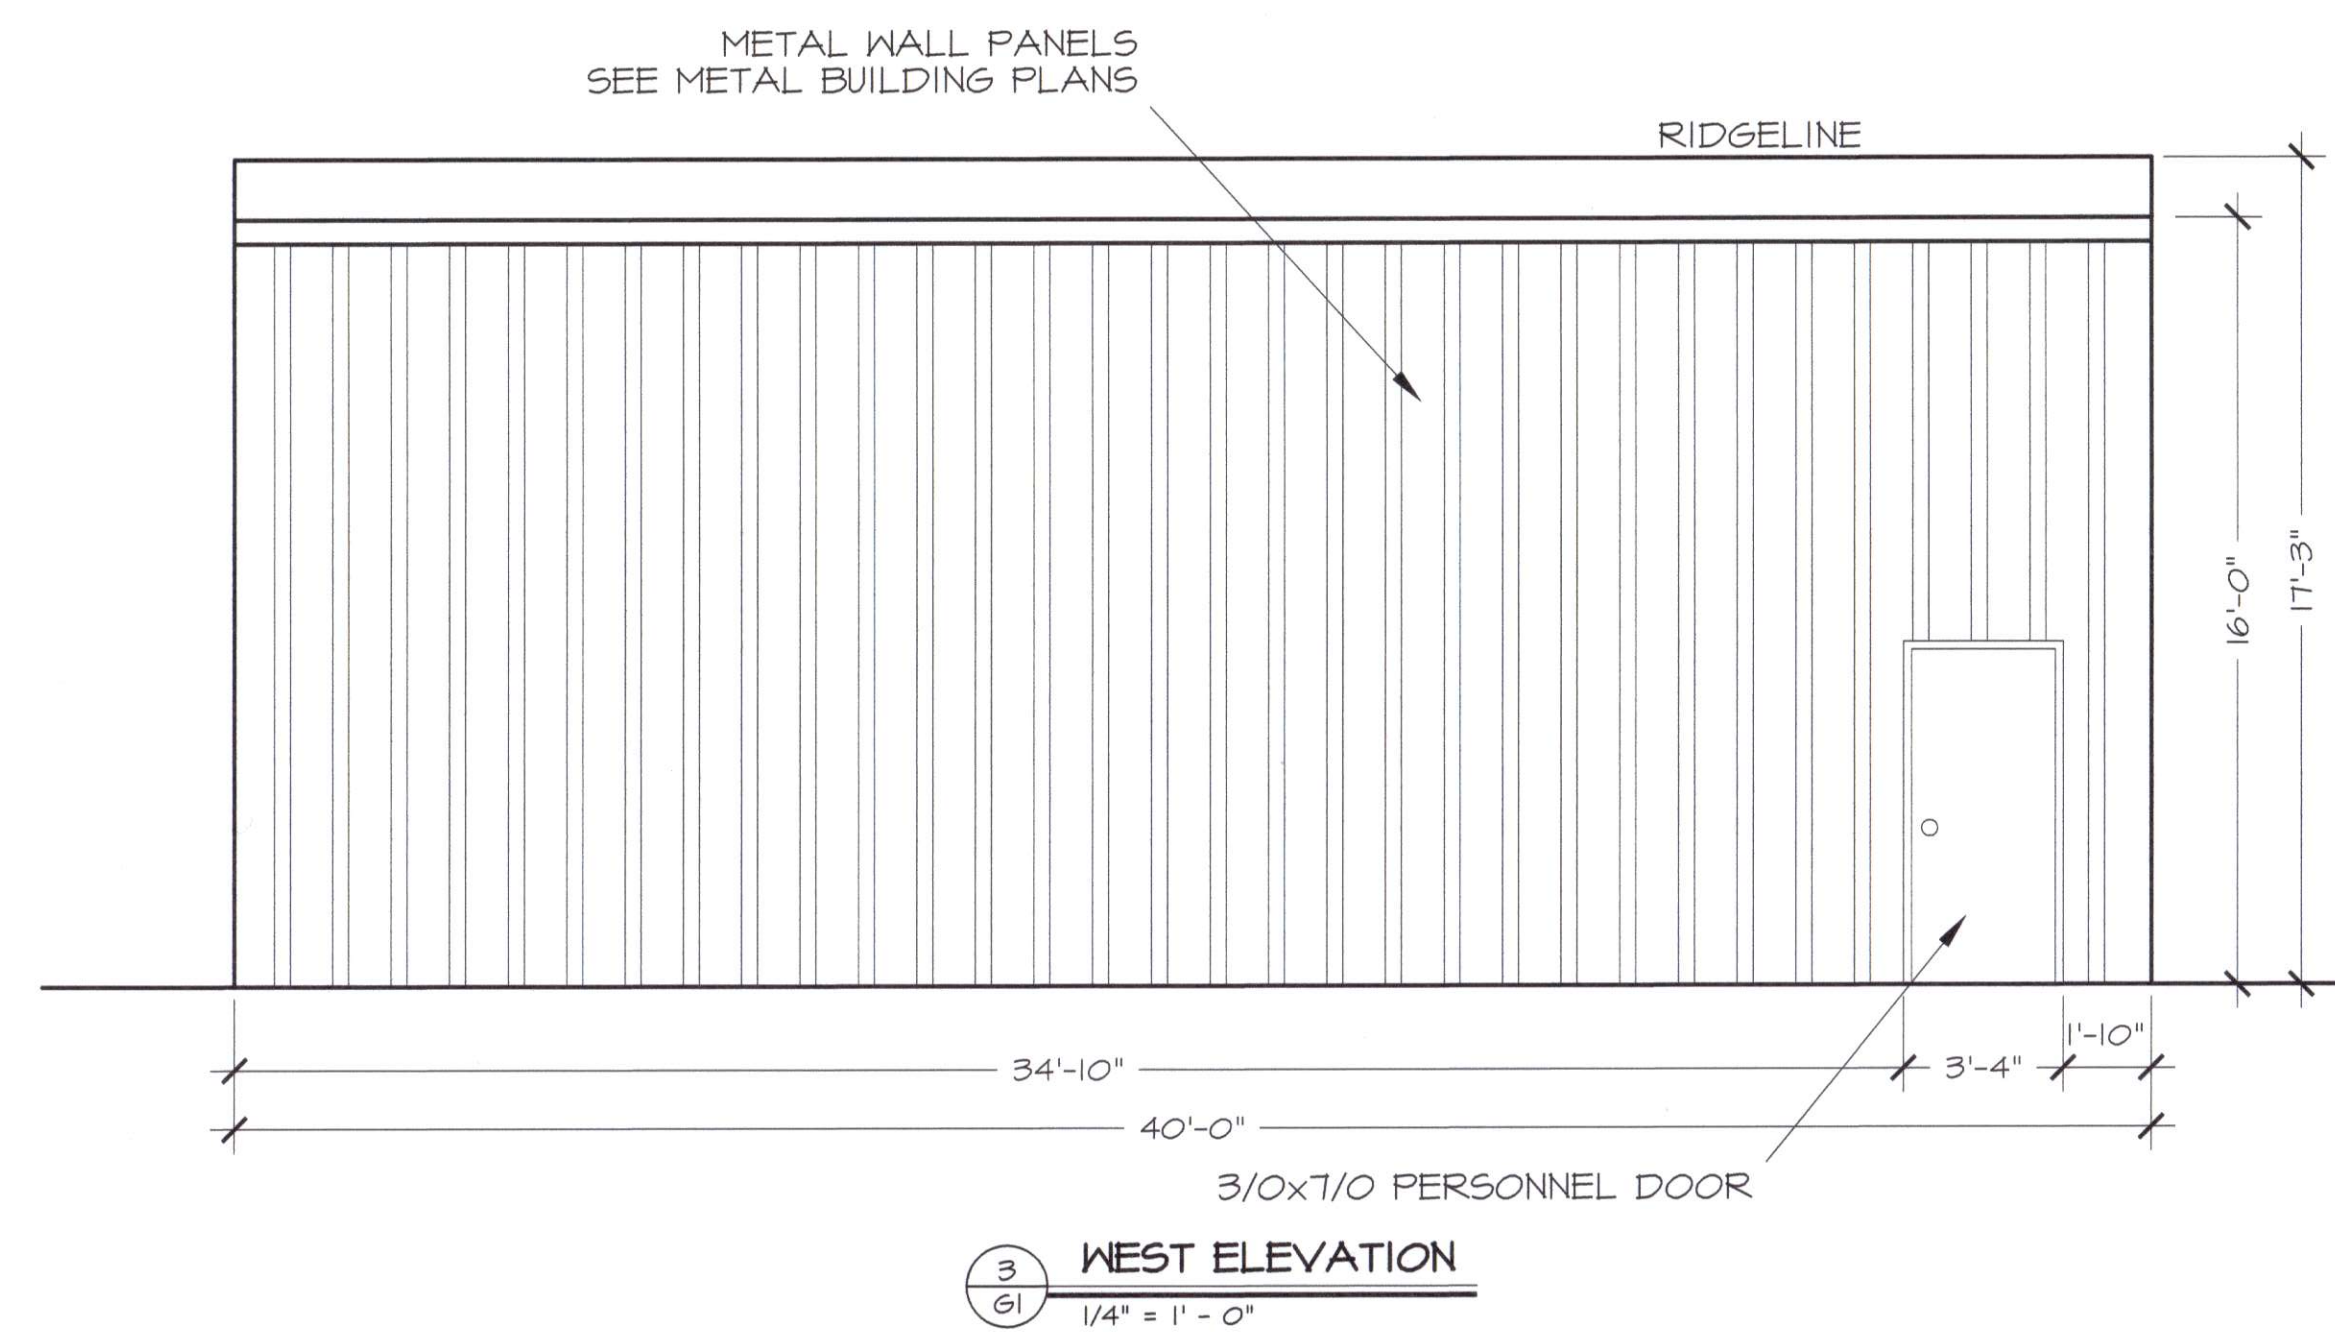 METAL WALL PANELS
SEE METAL BUILDING PLANS
RIDGELINE
16'-0"
17'-3"
1'-10"
34'-10"
3'-4"
40'-0"
3/0x7/0 PERSONNEL DOOR
3
G1
WEST ELEVATION
1/4" = 1' - 0"